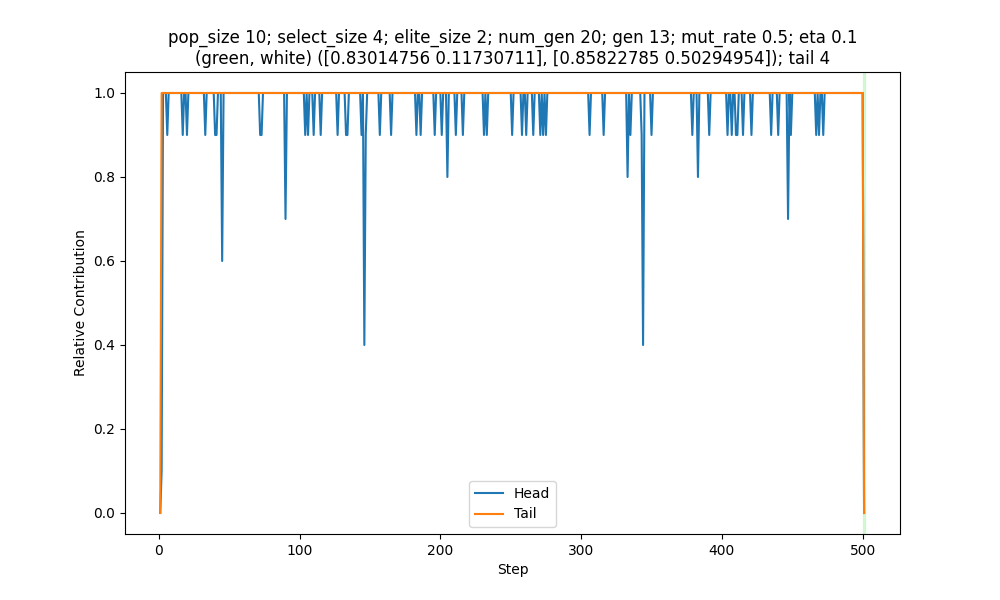 pop_size 10; select_size 4; elite_size 2; num_gen 20; gen 13; mut_rate 0.5; eta 0.1
(green, white) ([0.83014756 0.11730711], [0.85822785 0.50294954]); tail 4
1.0
0.8
0.6
0.4
0.2
0.0
Relative Contribution
Head
Tail
0
100
200
300
400
500
Step